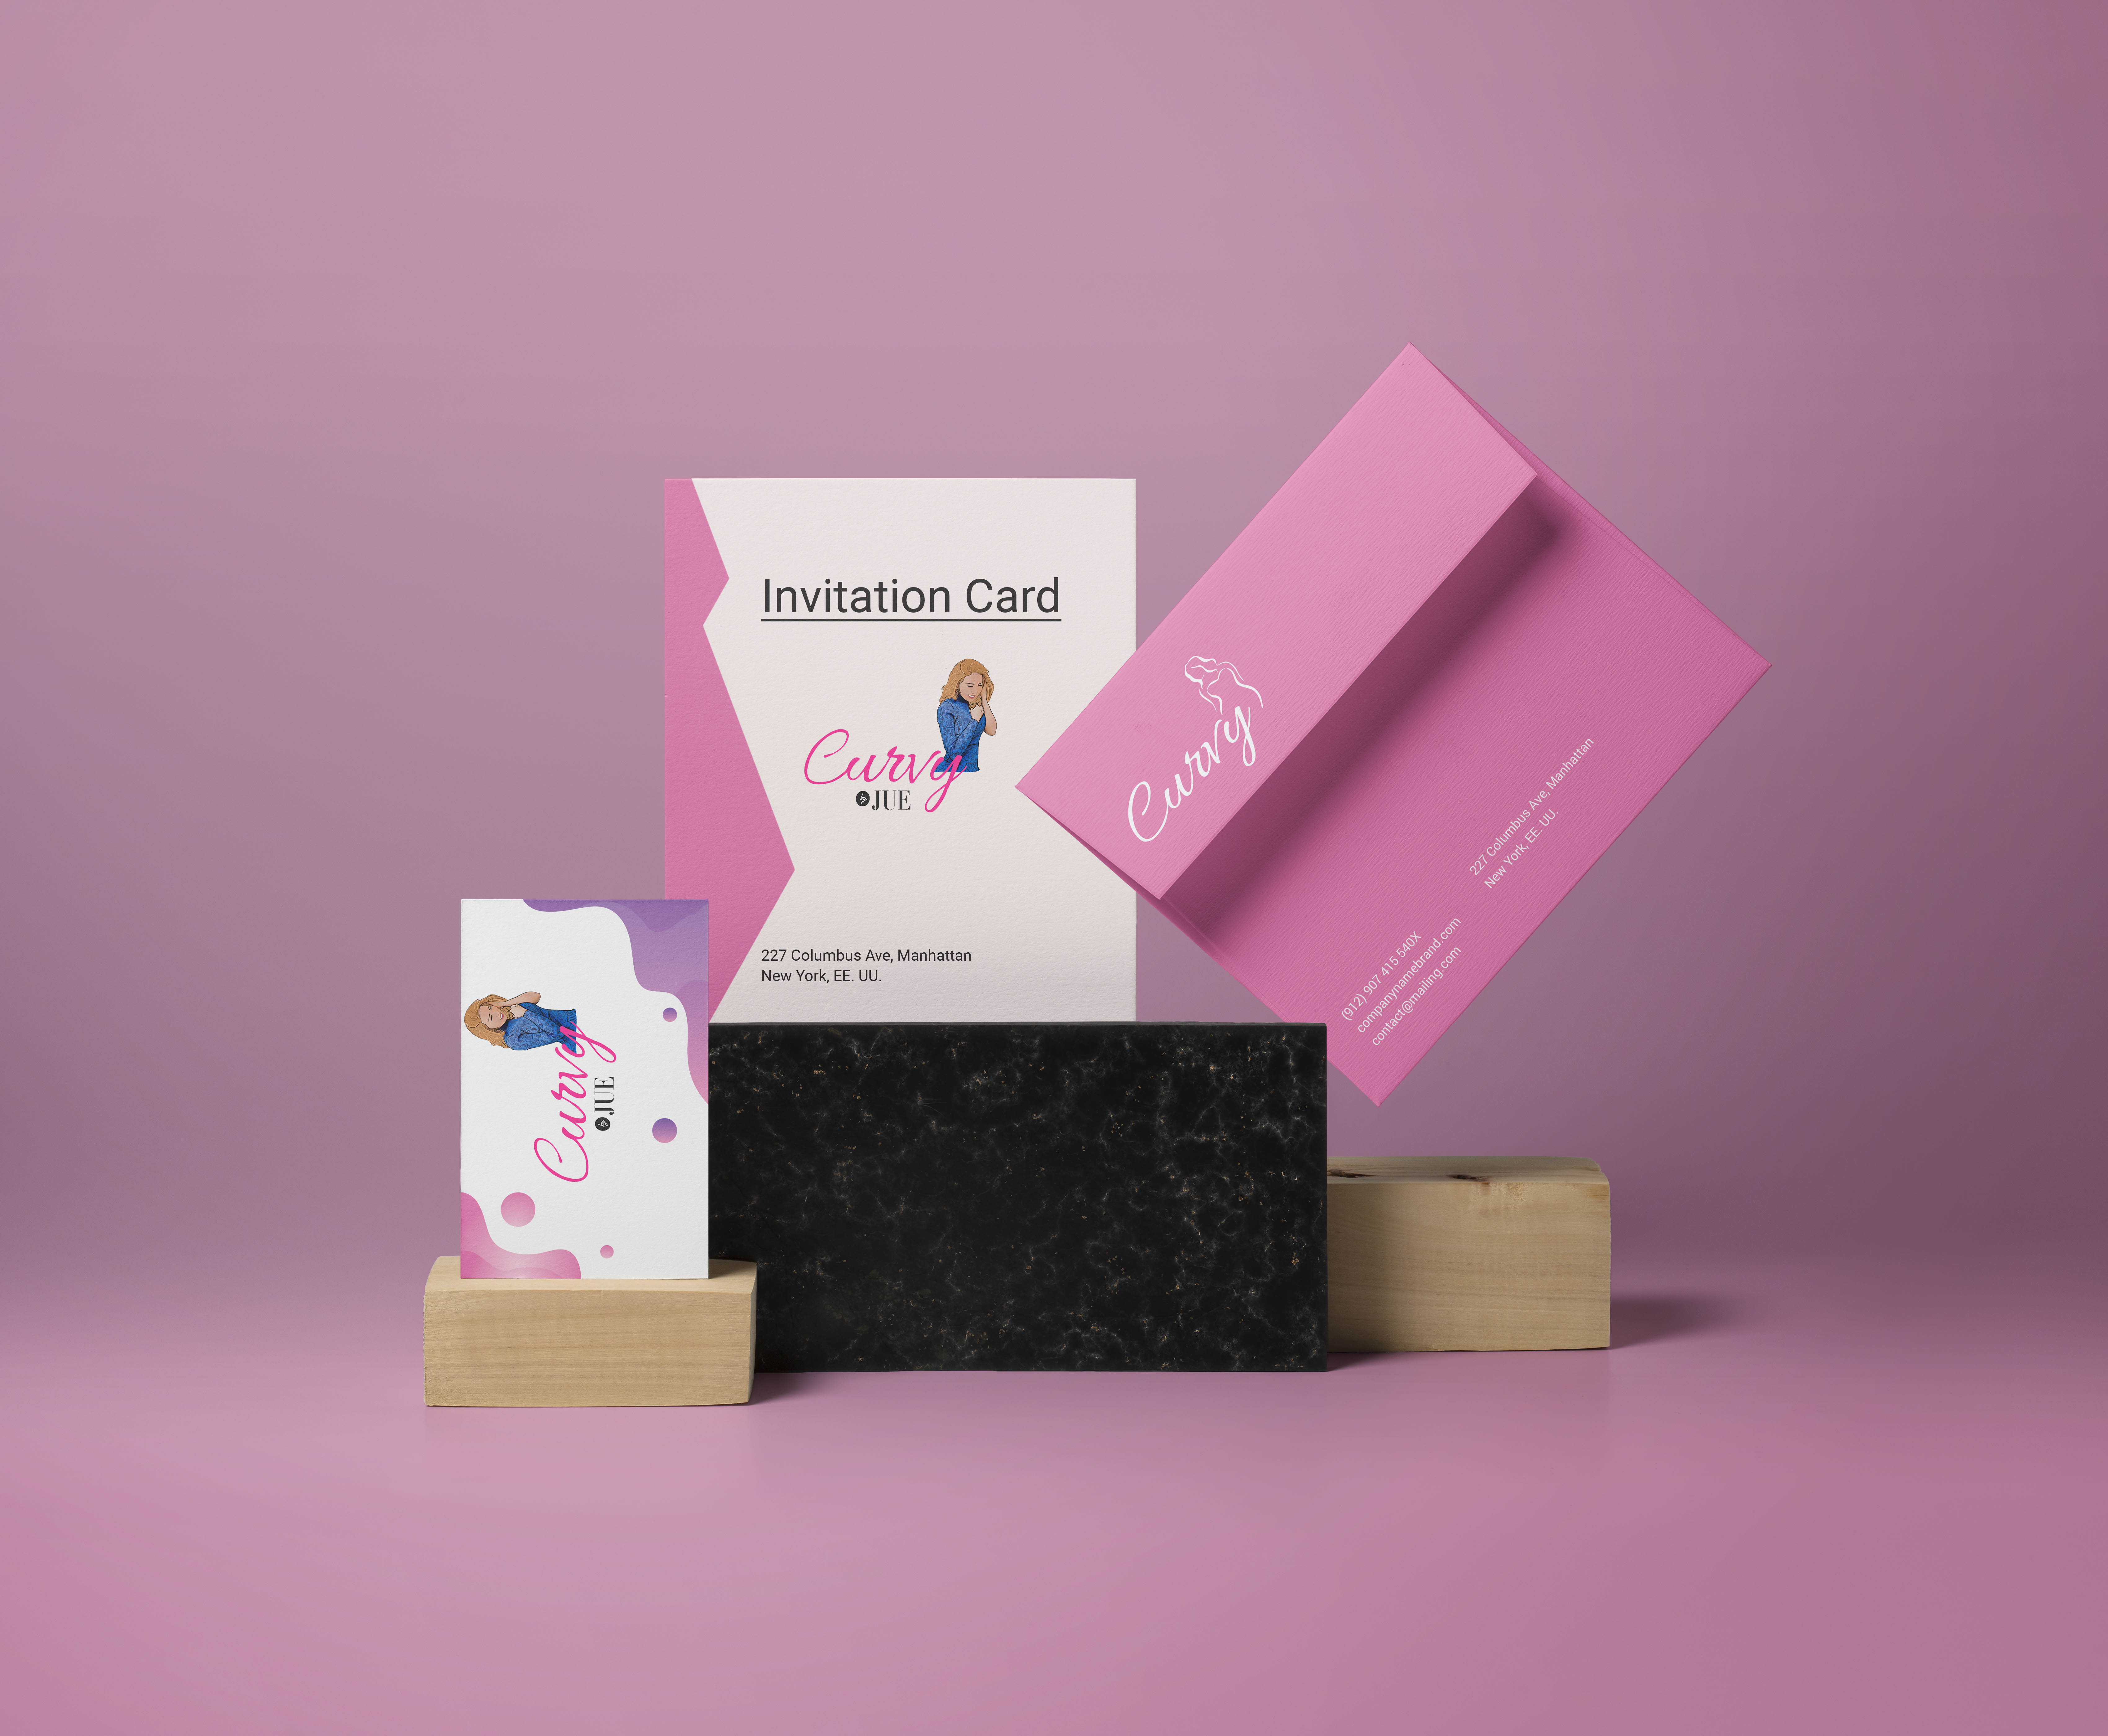 Invitation Card
Curvy
by JUE
227 Columbus Ave, Manhattan
New York, EE. UU.
Curvy
227 Columbus Ave, Manhattan
New York, EE. UU.
(912) 907 415 540X
companynamebrand.com
contact@mailing.com
Curvy
by JUE